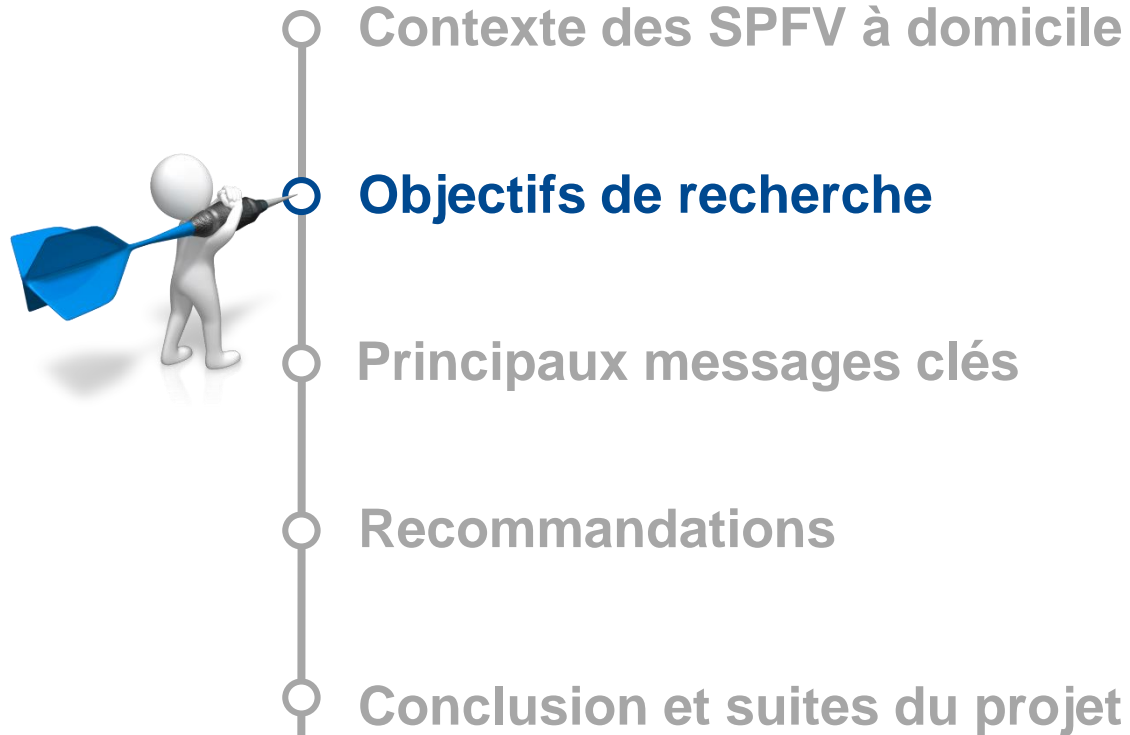 Contexte des SPFV à domicile
Objectifs de recherche
Principaux messages clés
Recommandations
Conclusion et suites du projet